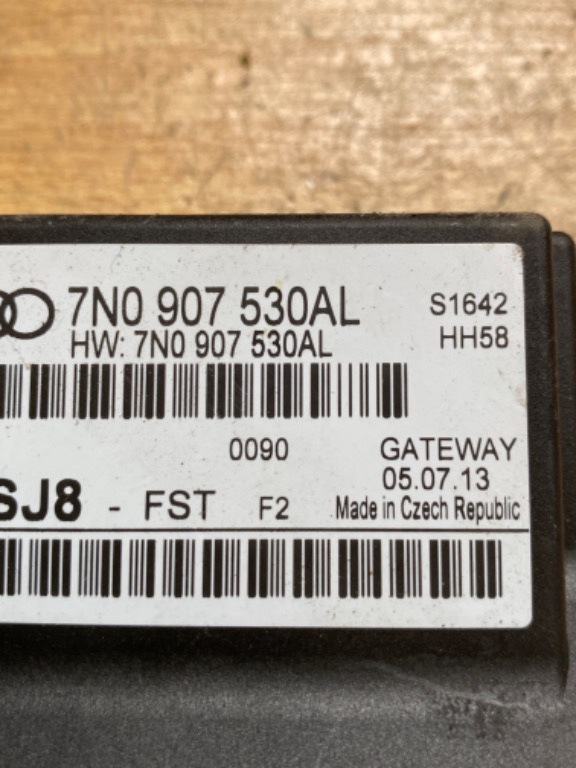 7N0 907 530AL S1642
HW: 7N0 907 530AL HH58
0090 GATEWAY
05.07.13
SJ8 - FST F2 Made in Czech Republic